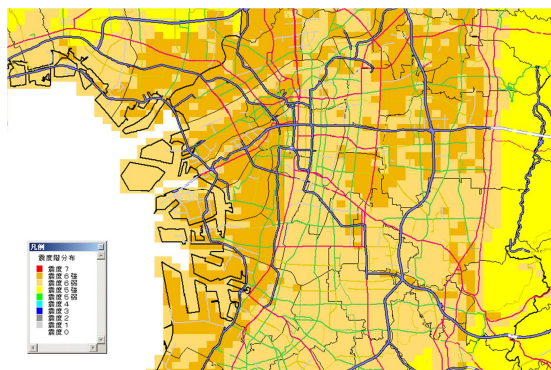 凡例
震度階分布
震度 7
震度 6 強
震度 6 弱
震度 5 強
震度 5 弱
震度 4
震度 3
震度 2
震度 1
震度 0